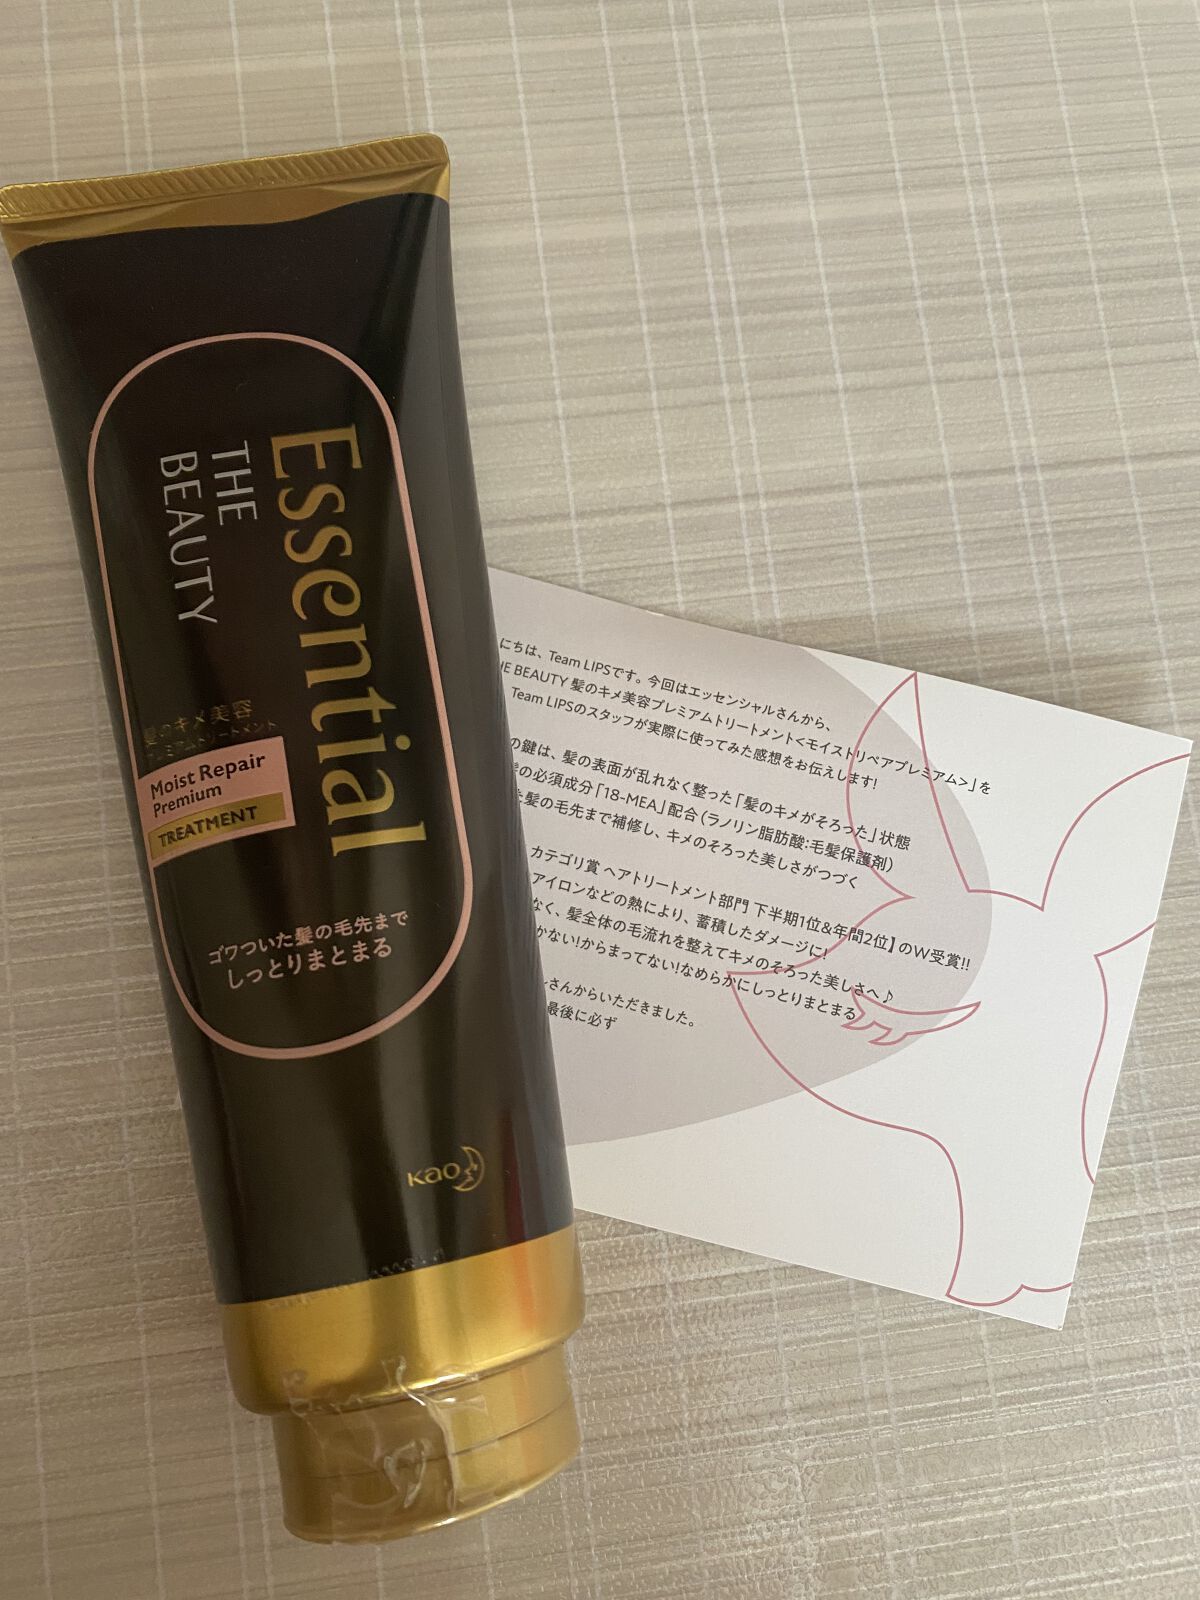 Essential
THE
BEAUTY
髪のキメ美容
プレミアムトリートメント
Moist Repair
Premium
TREATMENT
ゴワついた髪の毛先まで
しっとりまとまる
Kao
にちは、Team LIPSです。今回はエッセンシャルさんから、
HE BEAUTY 髪のキメ美容プレミアムトリートメント<モイストリペアプレミアム>」を
Team LIPSのスタッフが実際に使ってみた感想をお伝えします!
の鍵は、髪の表面が乱れなく整った「髪のキメがそろった」状態
の必須成分「18-MEA」配合(ラノリン脂肪酸:毛髪保護剤)
た髪の毛先まで補修し、キメのそろった美しさがつづく
カテゴリ賞 ヘアトリートメント部門 下半期1位&年間2位】のW受賞!!
アイロンなどの熱により、蓄積したダメージに!
なく、髪全体の毛流れを整えてキメのそろった美しさへ♪
かない!からまってない!なめらかにしっとりまとまる
さんからいただきました。
最後に必ず